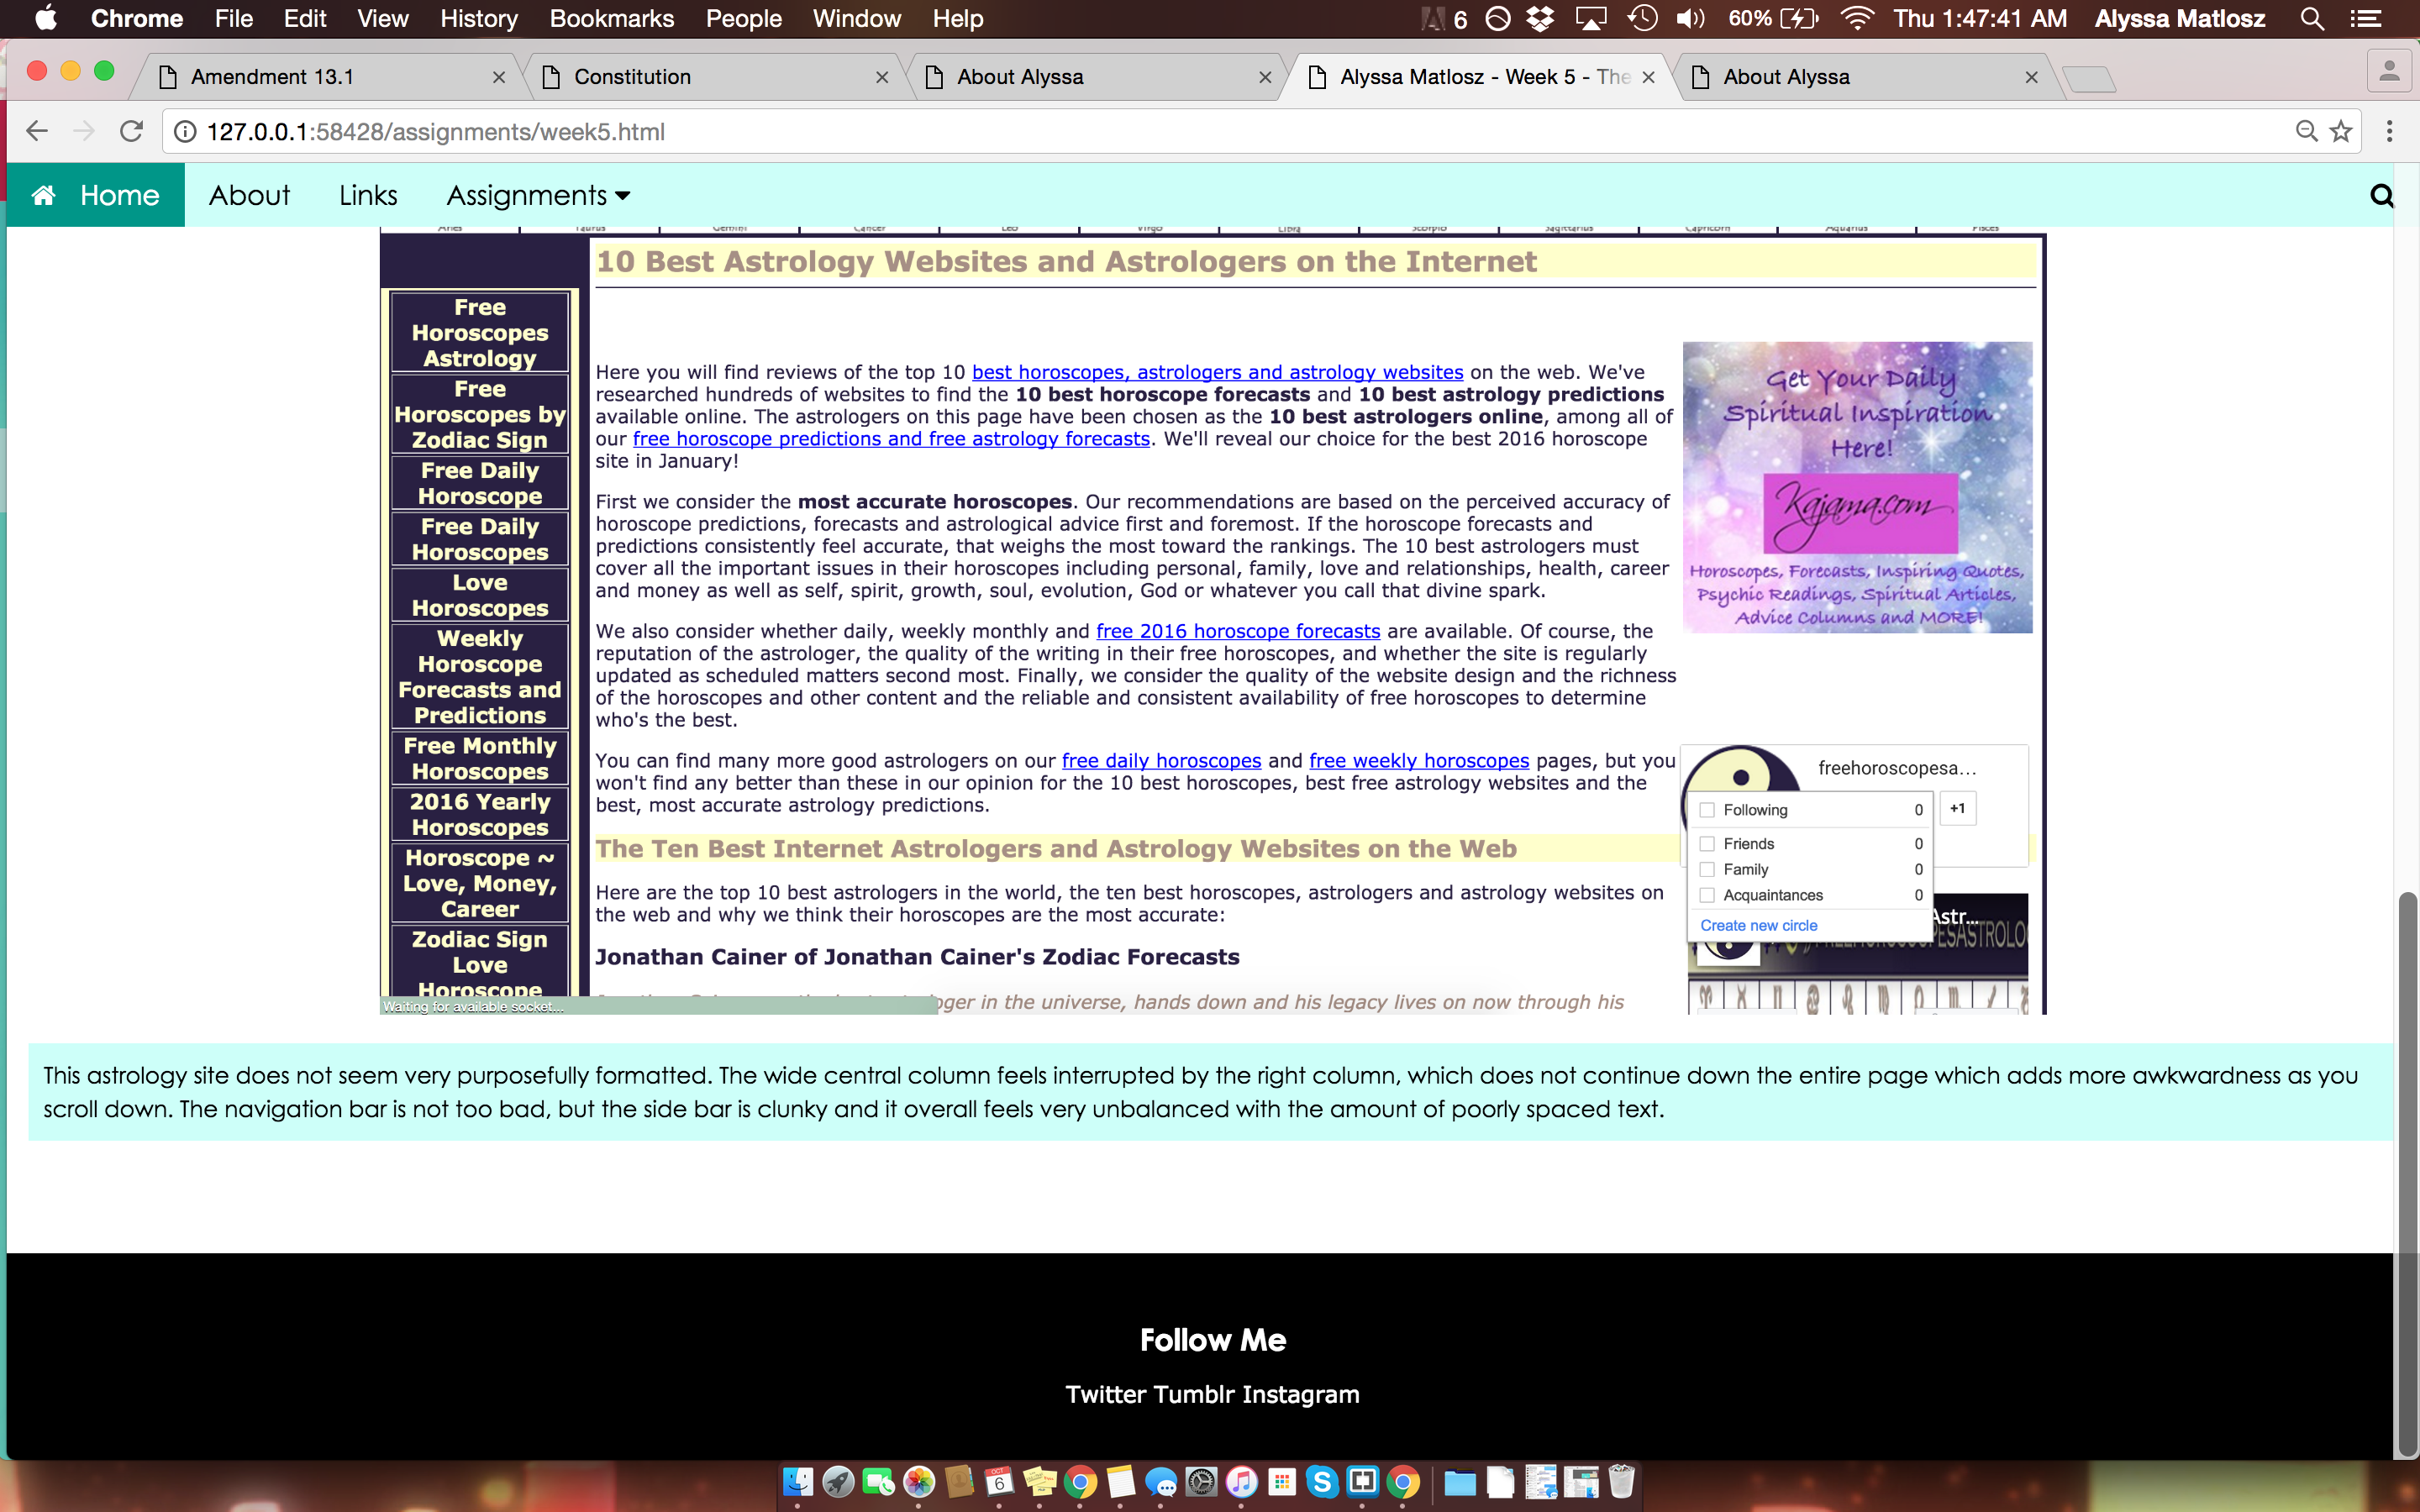 Chrome File Edit View History Bookmarks People Window Help 6 60% Thu 1:47:41 AM Alyssa Matlosz
Amendment 13.1 Constitution About Alyssa Alyssa Matlosz - Week 5 - The About Alyssa
127.0.0.1:58428/assignments/week5.html
Home About Links Assignments
Aries Taurus Gemini Cancer Leo Virgo Libra Scorpio Sagittarius Capricorn Aquarius Pisces
10 Best Astrology Websites and Astrologers on the Internet
Free
Horoscopes
Astrology
Free
Horoscopes by
Zodiac Sign
Free Daily
Horoscope
Free Daily
Horoscopes
Love
Horoscopes
Weekly
Horoscope
Forecasts and
Predictions
Free Monthly
Horoscopes
2016 Yearly
Horoscopes
Horoscope ~
Love, Money,
Career
Zodiac Sign
Love
Horoscope
Waiting for available socket...
Here you will find reviews of the top 10 best horoscopes, astrologers and astrology websites on the web. We've
researched hundreds of websites to find the 10 best horoscope forecasts and 10 best astrology predictions
available online. The astrologers on this page have been chosen as the 10 best astrologers online, among all of
our free horoscope predictions and free astrology forecasts. We'll reveal our choice for the best 2016 horoscope
site in January!
First we consider the most accurate horoscopes. Our recommendations are based on the perceived accuracy of
horoscope predictions, forecasts and astrological advice first and foremost. If the horoscope forecasts and
predictions consistently feel accurate, that weighs the most toward the rankings. The 10 best astrologers must
cover all the important issues in their horoscopes including personal, family, love and relationships, health, career
and money as well as self, spirit, growth, soul, evolution, God or whatever you call that divine spark.
We also consider whether daily, weekly monthly and free 2016 horoscope forecasts are available. Of course, the
reputation of the astrologer, the quality of the writing in their free horoscopes, and whether the site is regularly
updated as scheduled matters second most. Finally, we consider the quality of the website design and the richness
of the horoscopes and other content and the reliable and consistent availability of free horoscopes to determine
who's the best.
You can find many more good astrologers on our free daily horoscopes and free weekly horoscopes pages, but you
won't find any better than these in our opinion for the 10 best horoscopes, best free astrology websites and the
best, most accurate astrology predictions.
The Ten Best Internet Astrologers and Astrology Websites on the Web
Here are the top 10 best astrologers in the world, the ten best horoscopes, astrologers and astrology websites on
the web and why we think their horoscopes are the most accurate:
Jonathan Cainer of Jonathan Cainer's Zodiac Forecasts
in the universe, hands down and his legacy lives on now through his
Get Your Daily
Spiritual Inspiration
Here!
Kajama.com
Horoscopes, Forecasts, Inspiring Quotes,
Psychic Readings, Spiritual Articles,
Advice Columns and MORE!
freehoroscopesa...
+1
Following 0
Friends 0
Family 0
Acquaintances 0
Create new circle
Astr...
This astrology site does not seem very purposefully formatted. The wide central column feels interrupted by the right column, which does not continue down the entire page which adds more awkwardness as you
scroll down. The navigation bar is not too bad, but the side bar is clunky and it overall feels very unbalanced with the amount of poorly spaced text.
Follow Me
Twitter Tumblr Instagram
OCT
6